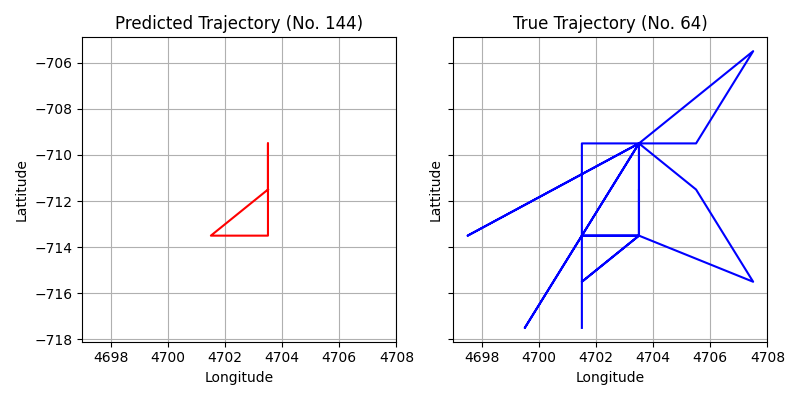 Predicted Trajectory (No. 144)
True Trajectory (No. 64)
Lattitude
−706
−708
−710
−712
−714
−716
−718
4698 4700 4702 4704 4706 4708
Longitude
Lattitude
4698 4700 4702 4704 4706 4708
Longitude